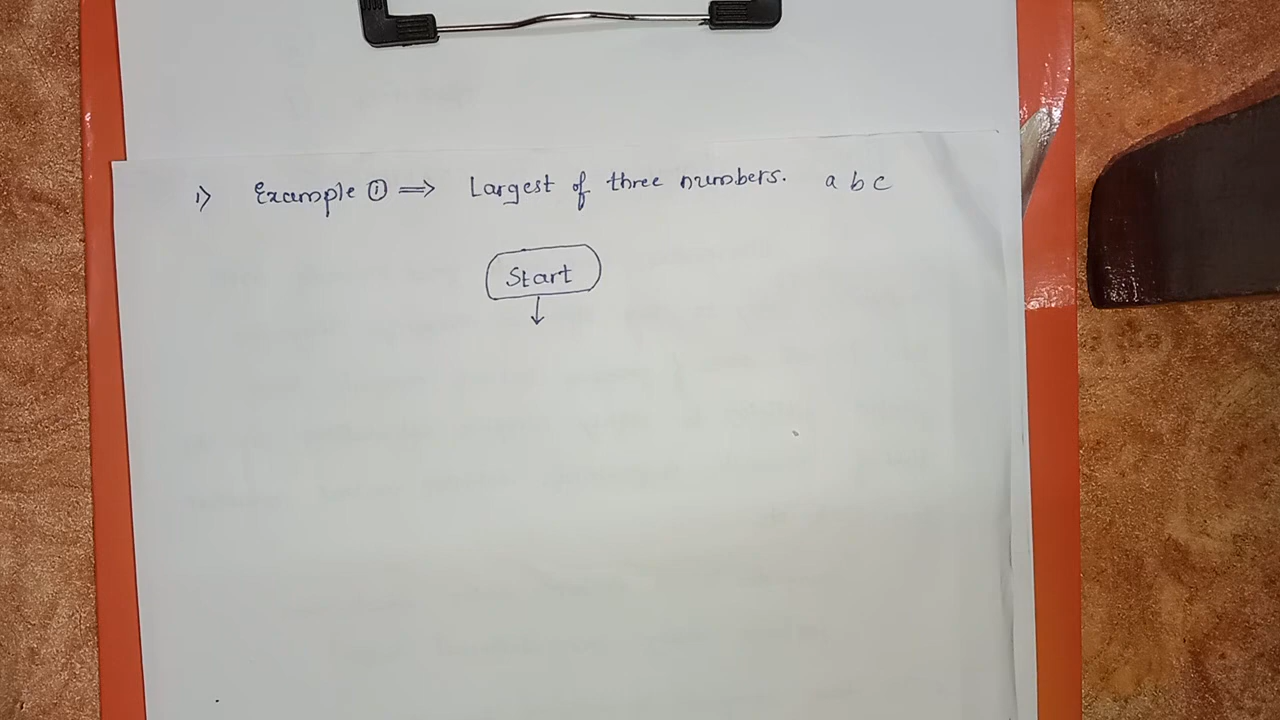 1) Example ① ⟹ Largest of three numbers. a b c
Start